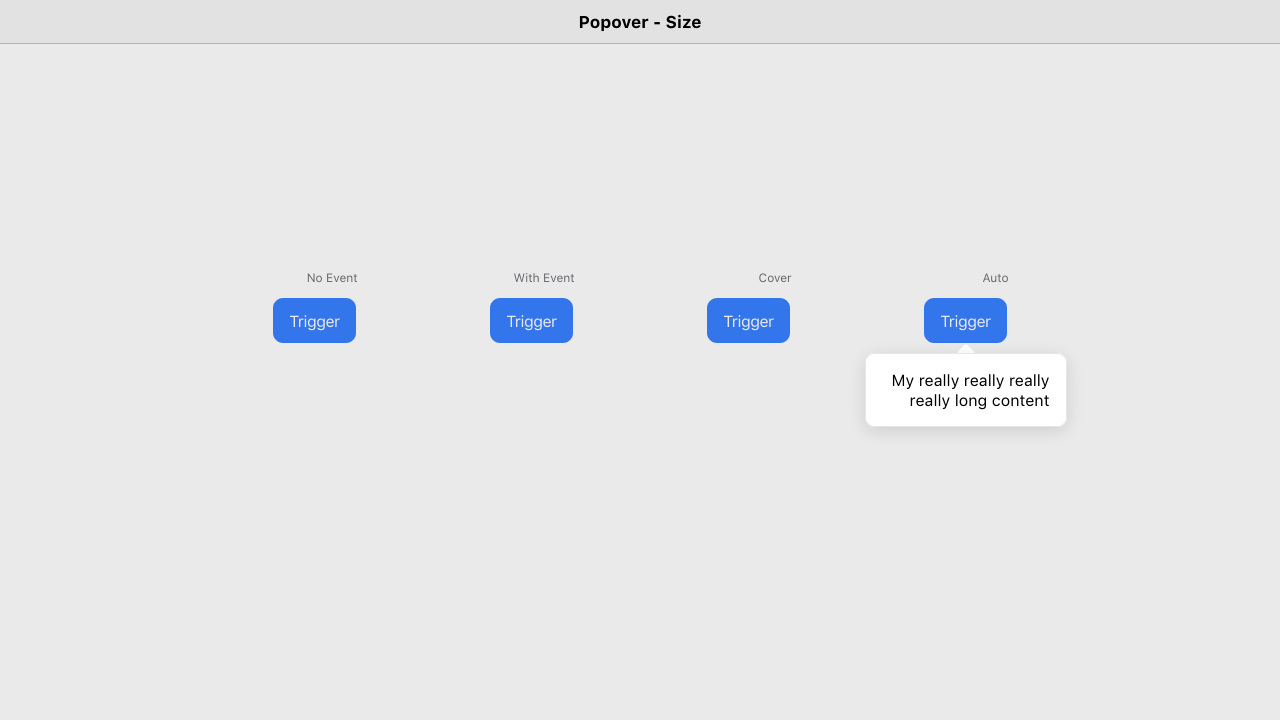 Popover - Size
No Event
With Event
Cover
Auto
Trigger
Trigger
Trigger
Trigger
My really really really
really long content